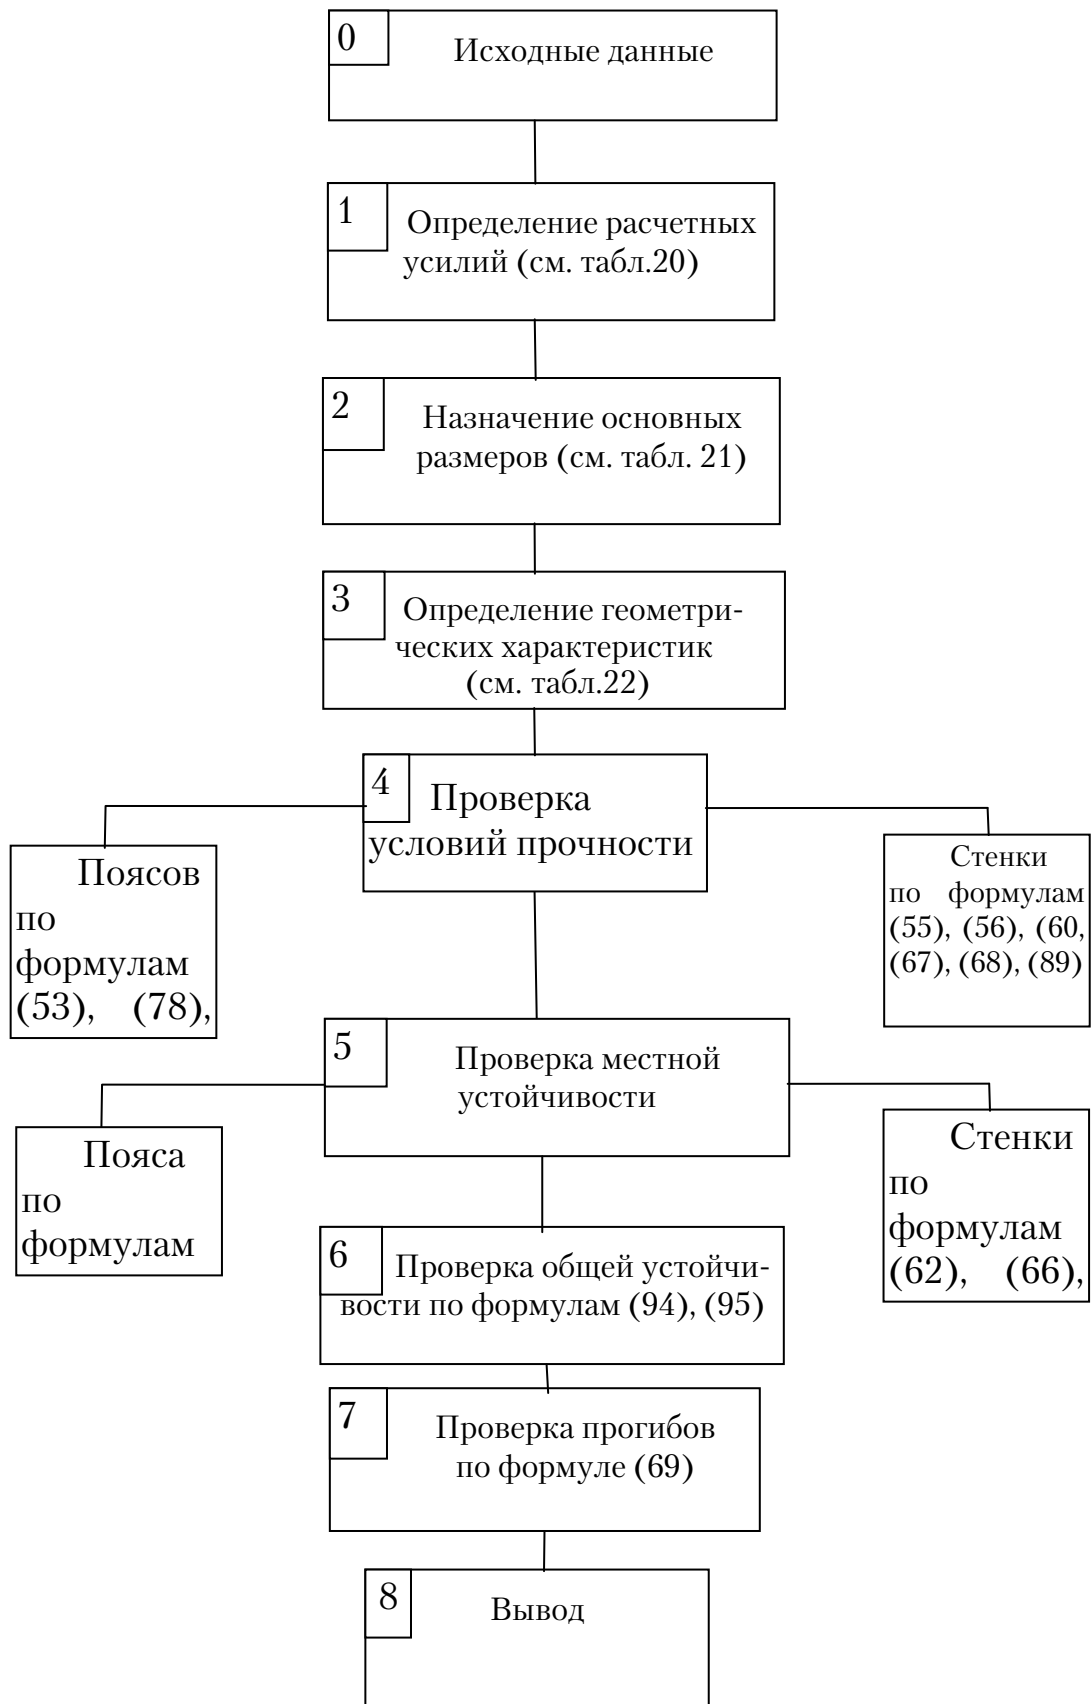 0
Исходные данные
1
Определение расчетных
усилий (см. табл.20)
2
Назначение основных
размеров (см. табл. 21)
3
Определение геометри-
ческих характеристик
(см. табл.22)
4
Проверка
условий прочности
Поясов
по
формулам
(53), (78),
Стенки
по формулам
(55), (56), (60,
(67), (68), (89)
5
Проверка местной
устойчивости
Пояса
по
формулам
Стенки
по
формулам
(62), (66),
6
Проверка общей устойчи-
вости по формулам (94), (95)
7
Проверка прогибов
по формуле (69)
8
Вывод